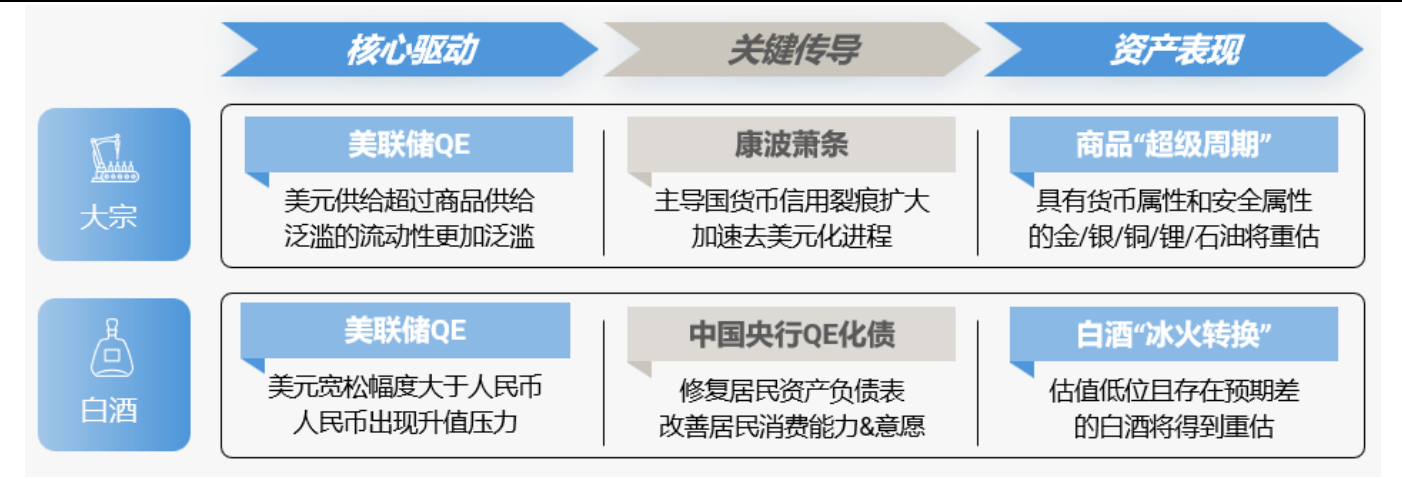 核心驱动
关键传导
资产表现
大宗
美联储QE
美元供给超过商品供给
泛滥的流动性更加泛滥
康波萧条
主导国货币信用裂痕扩大
加速去美元化进程
商品“超级周期”
具有货币属性和安全属性
的金/银/铜/锂/石油将重估
白酒
美联储QE
美元宽松幅度大于人民币
人民币出现升值压力
中国央行QE化债
修复居民资产负债表
改善居民消费能力&意愿
白酒“冰火转换”
估值低位且存在预期差
的白酒将得到重估